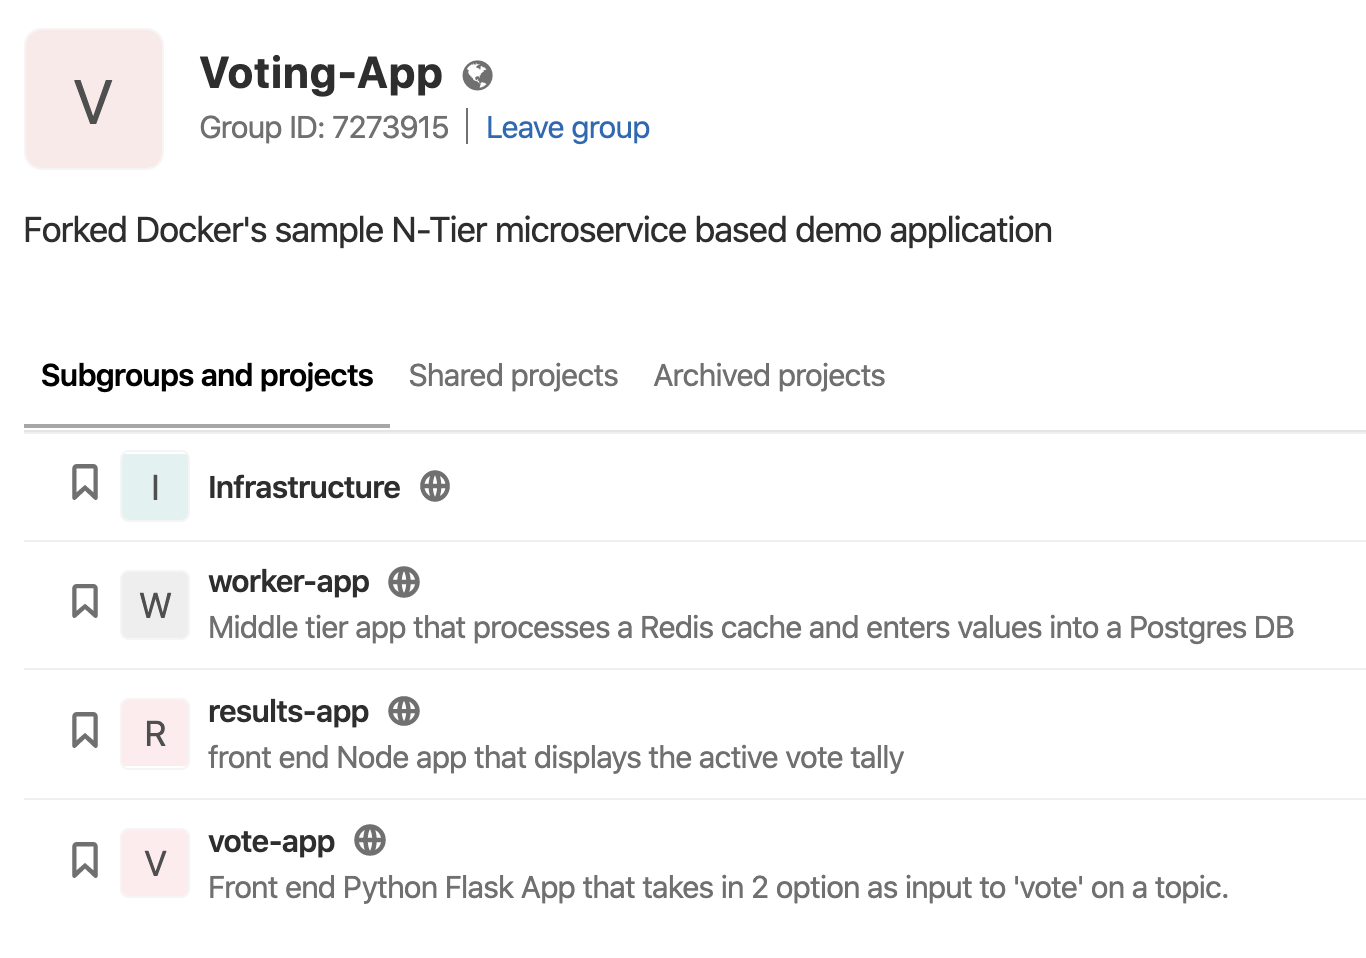 V
Voting-App
Group ID: 7273915 | Leave group
Forked Docker's sample N-Tier microservice based demo application
Subgroups and projects Shared projects Archived projects
I Infrastructure
W worker-app
Middle tier app that processes a Redis cache and enters values into a Postgres DB
R results-app
front end Node app that displays the active vote tally
V vote-app
Front end Python Flask App that takes in 2 option as input to 'vote' on a topic.